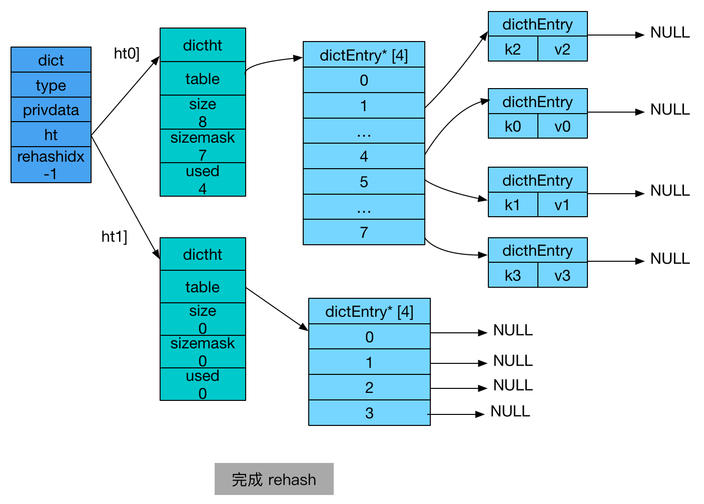 dict
type
privdata
ht
rehashidx
-1
ht0]
dictht
table
size
8
sizemask
7
used
4
dictEntry* [4]
0
1
...
4
5
...
7
dicthEntry
k2 v2
NULL
dicthEntry
k0 v0
NULL
dicthEntry
k1 v1
NULL
dicthEntry
k3 v3
NULL
ht1]
dictht
table
size
0
sizemask
0
used
0
dictEntry* [4]
0
1
2
3
NULL
NULL
NULL
NULL
完成 rehash